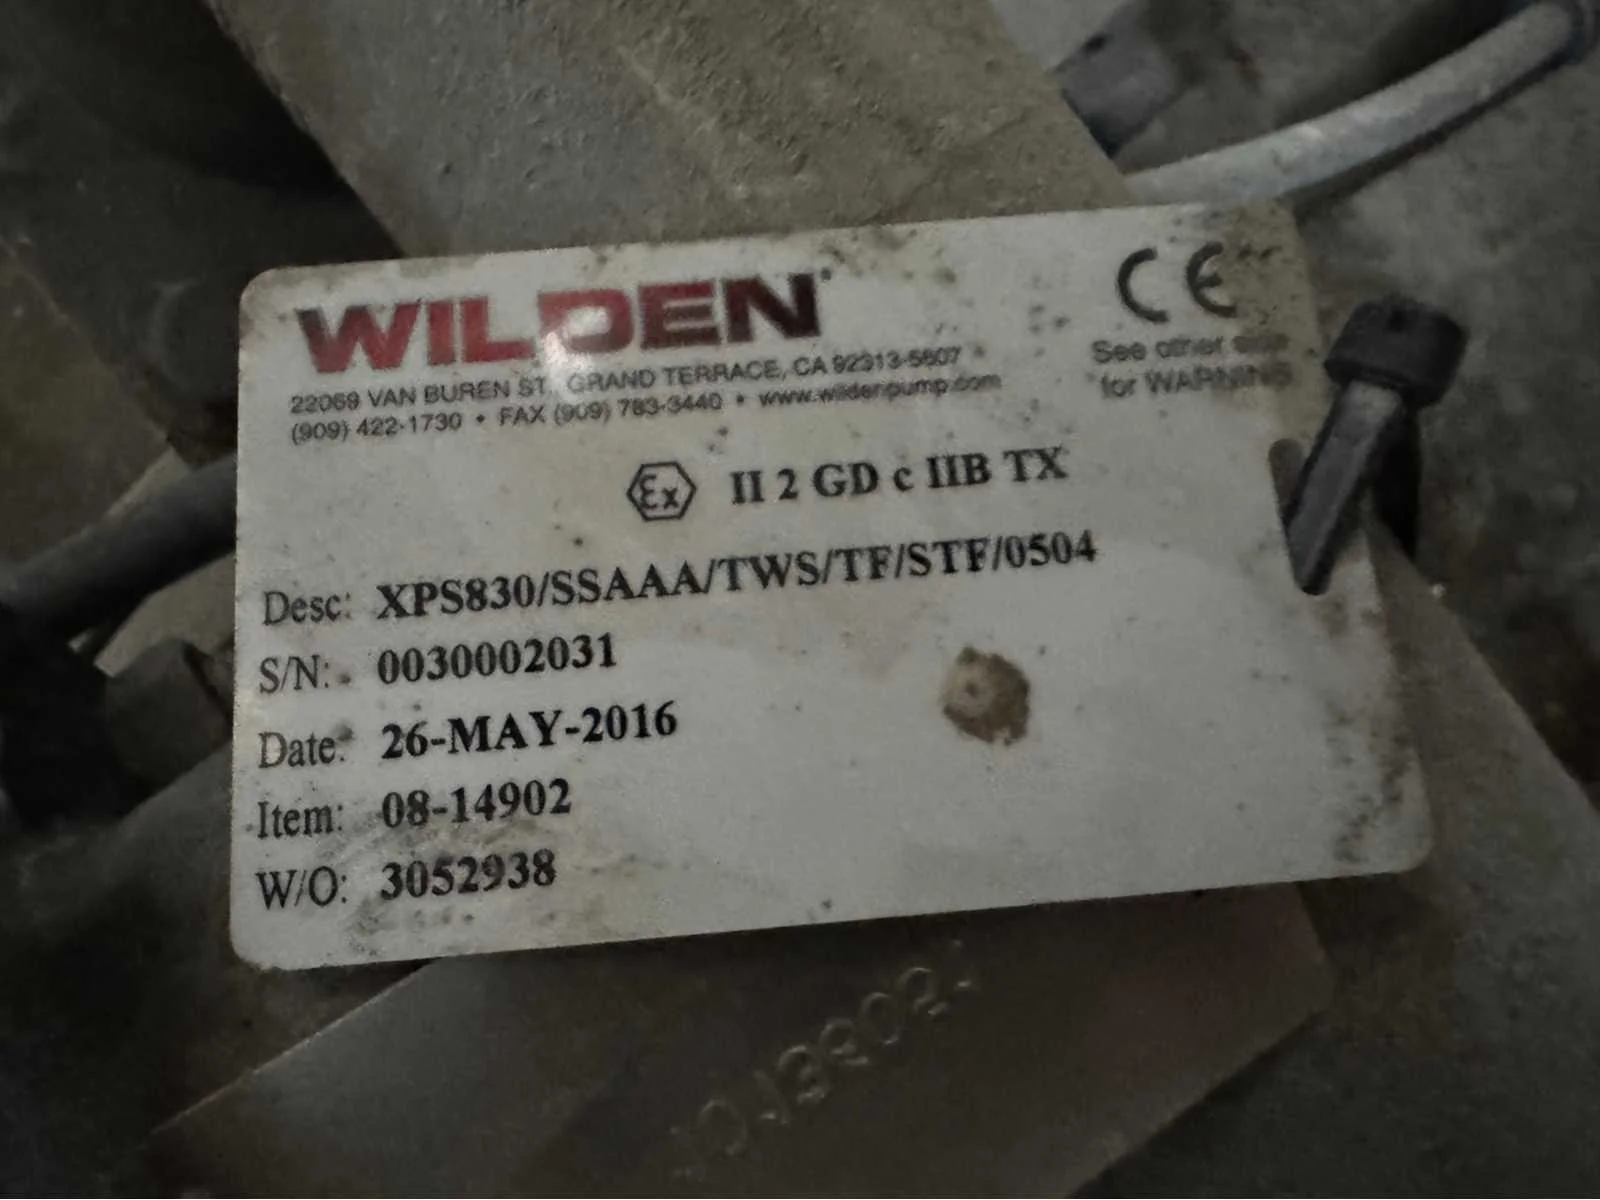 WILDEN®
22069 VAN BUREN ST., GRAND TERRACE, CA 92313-5607
(909) 422-1730 • FAX (909) 783-3440 • www.wildenpump.com
CE
See other side
for WARNING
Ex II 2 GD c IIB TX
Desc: XPS830/SSAAA/TWS/TF/STF/0504
S/N: 0030002031
Date: 26-MAY-2016
Item: 08-14902
W/O: 3052938